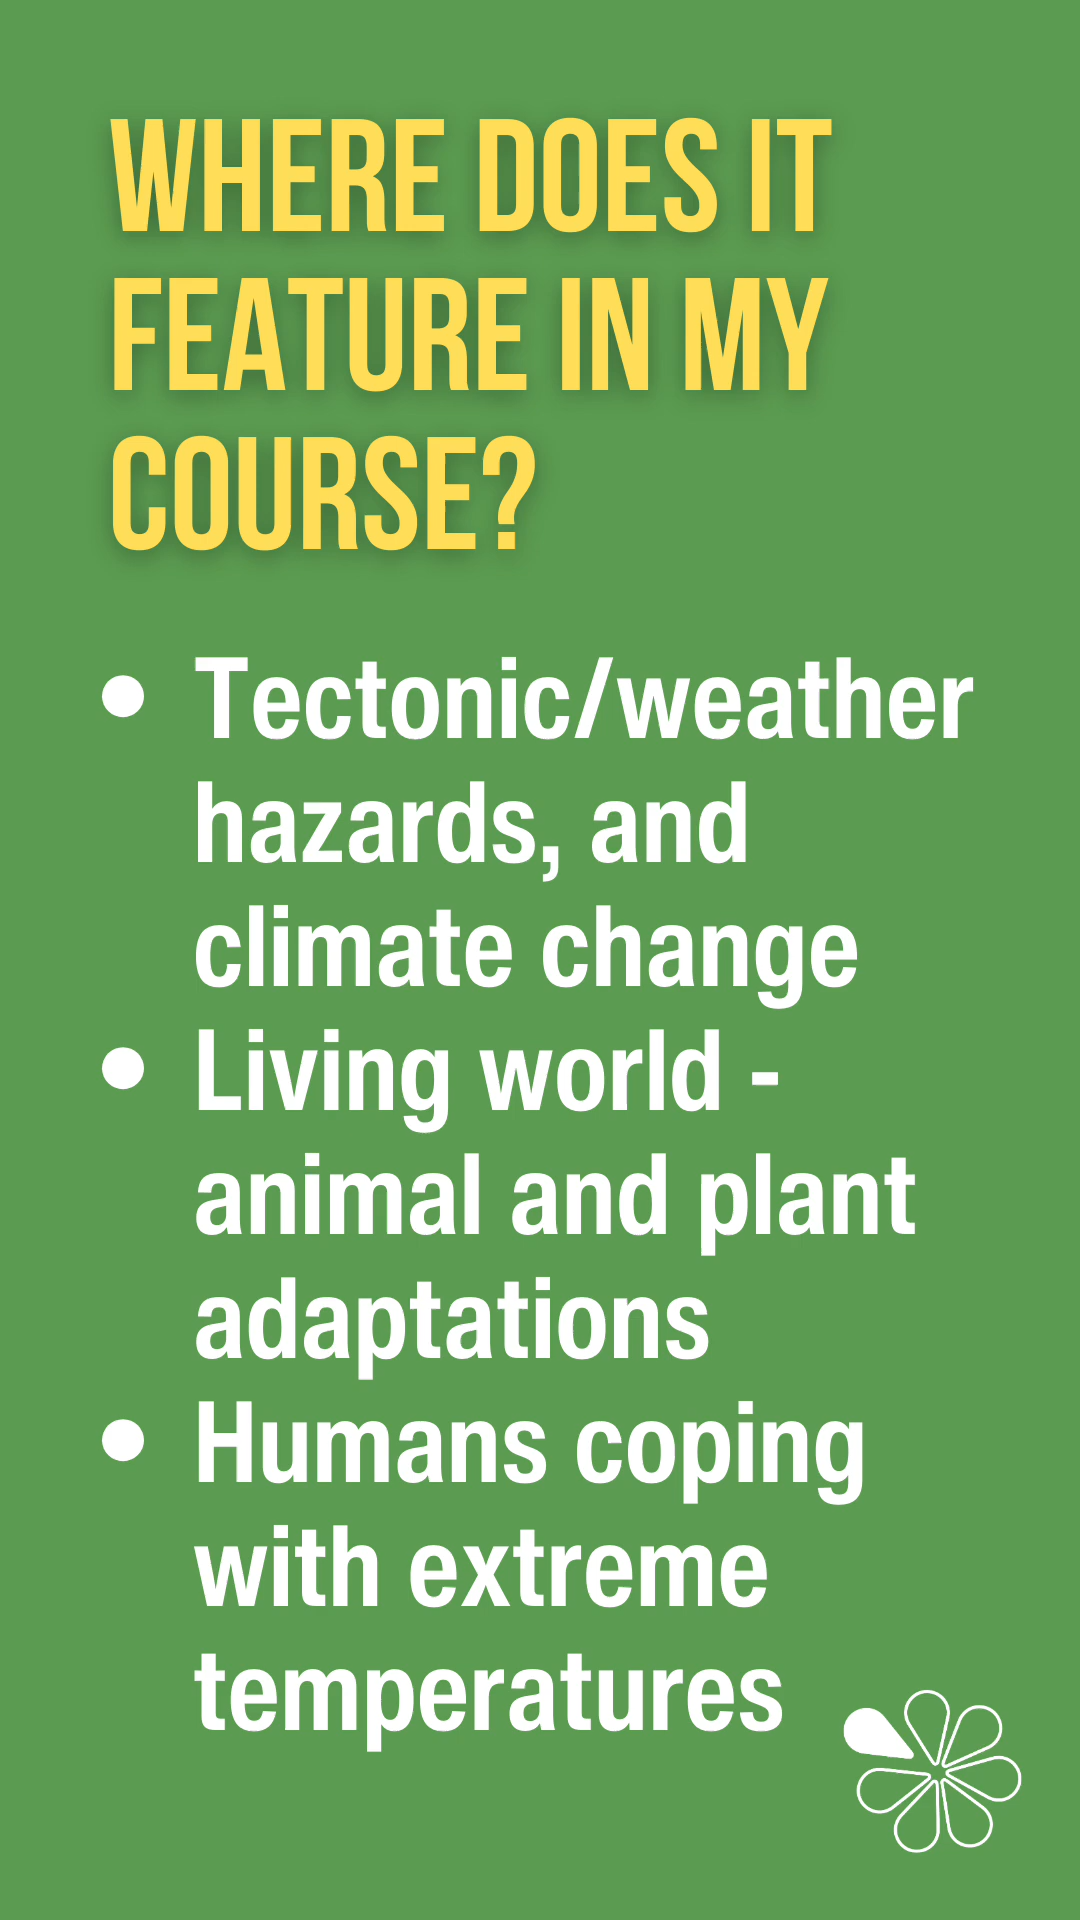 WHERE DOES IT
FEATURE IN MY
COURSE?
• Tectonic/weather
hazards, and
climate change
• Living world -
animal and plant
adaptations
• Humans coping
with extreme
temperatures